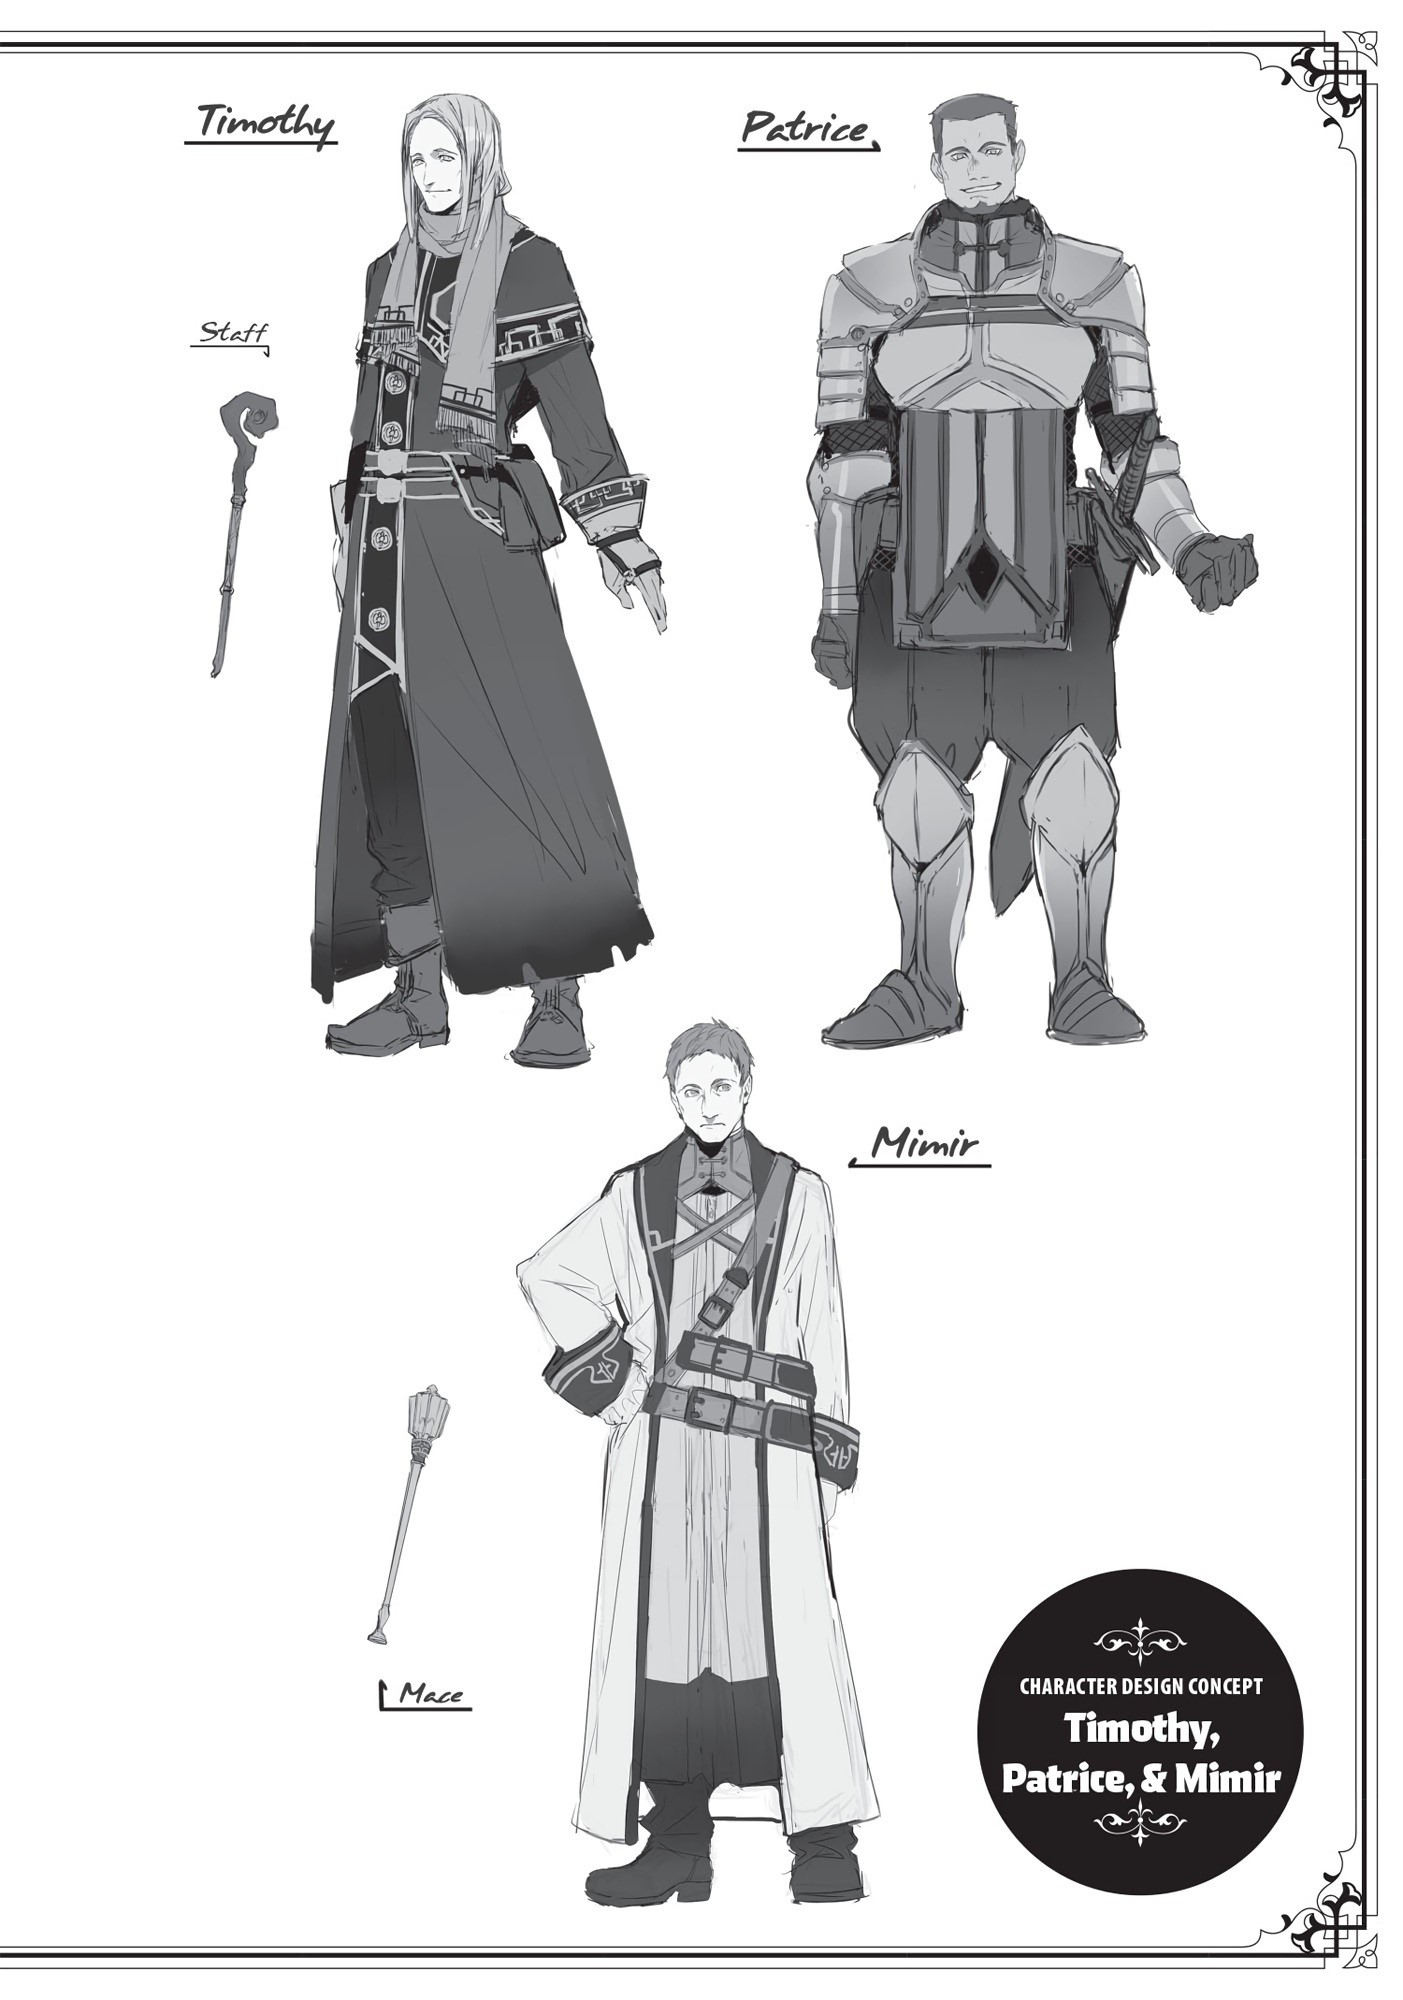 Timothy
Patrice
Staff
Mimir
Mace
CHARACTER DESIGN CONCEPT
Timothy,
Patrice, & Mimir